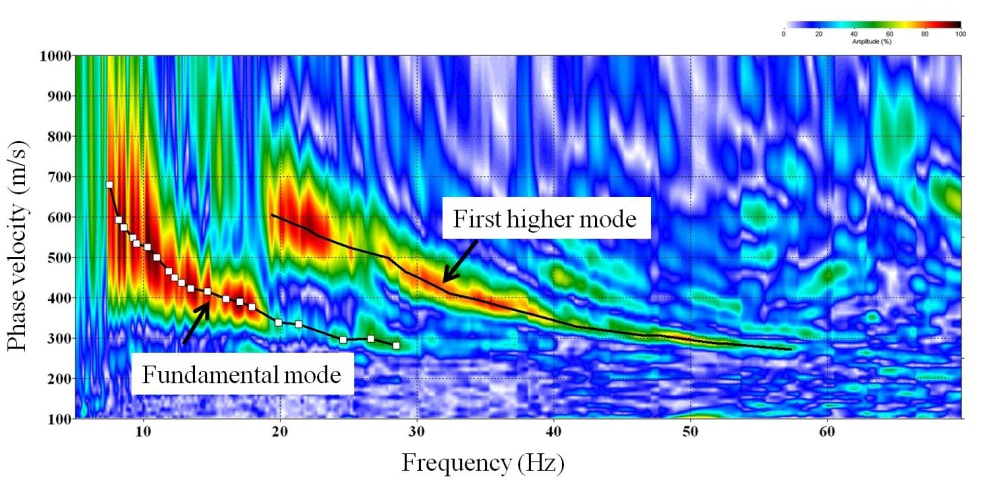 0 20 40 60 80 100
Amplitude (%)
1000
900
800
700
600
500
400
300
200
100
Phase velocity (m/s)
First higher mode
Fundamental mode
10 20 30 40 50 60
Frequency (Hz)